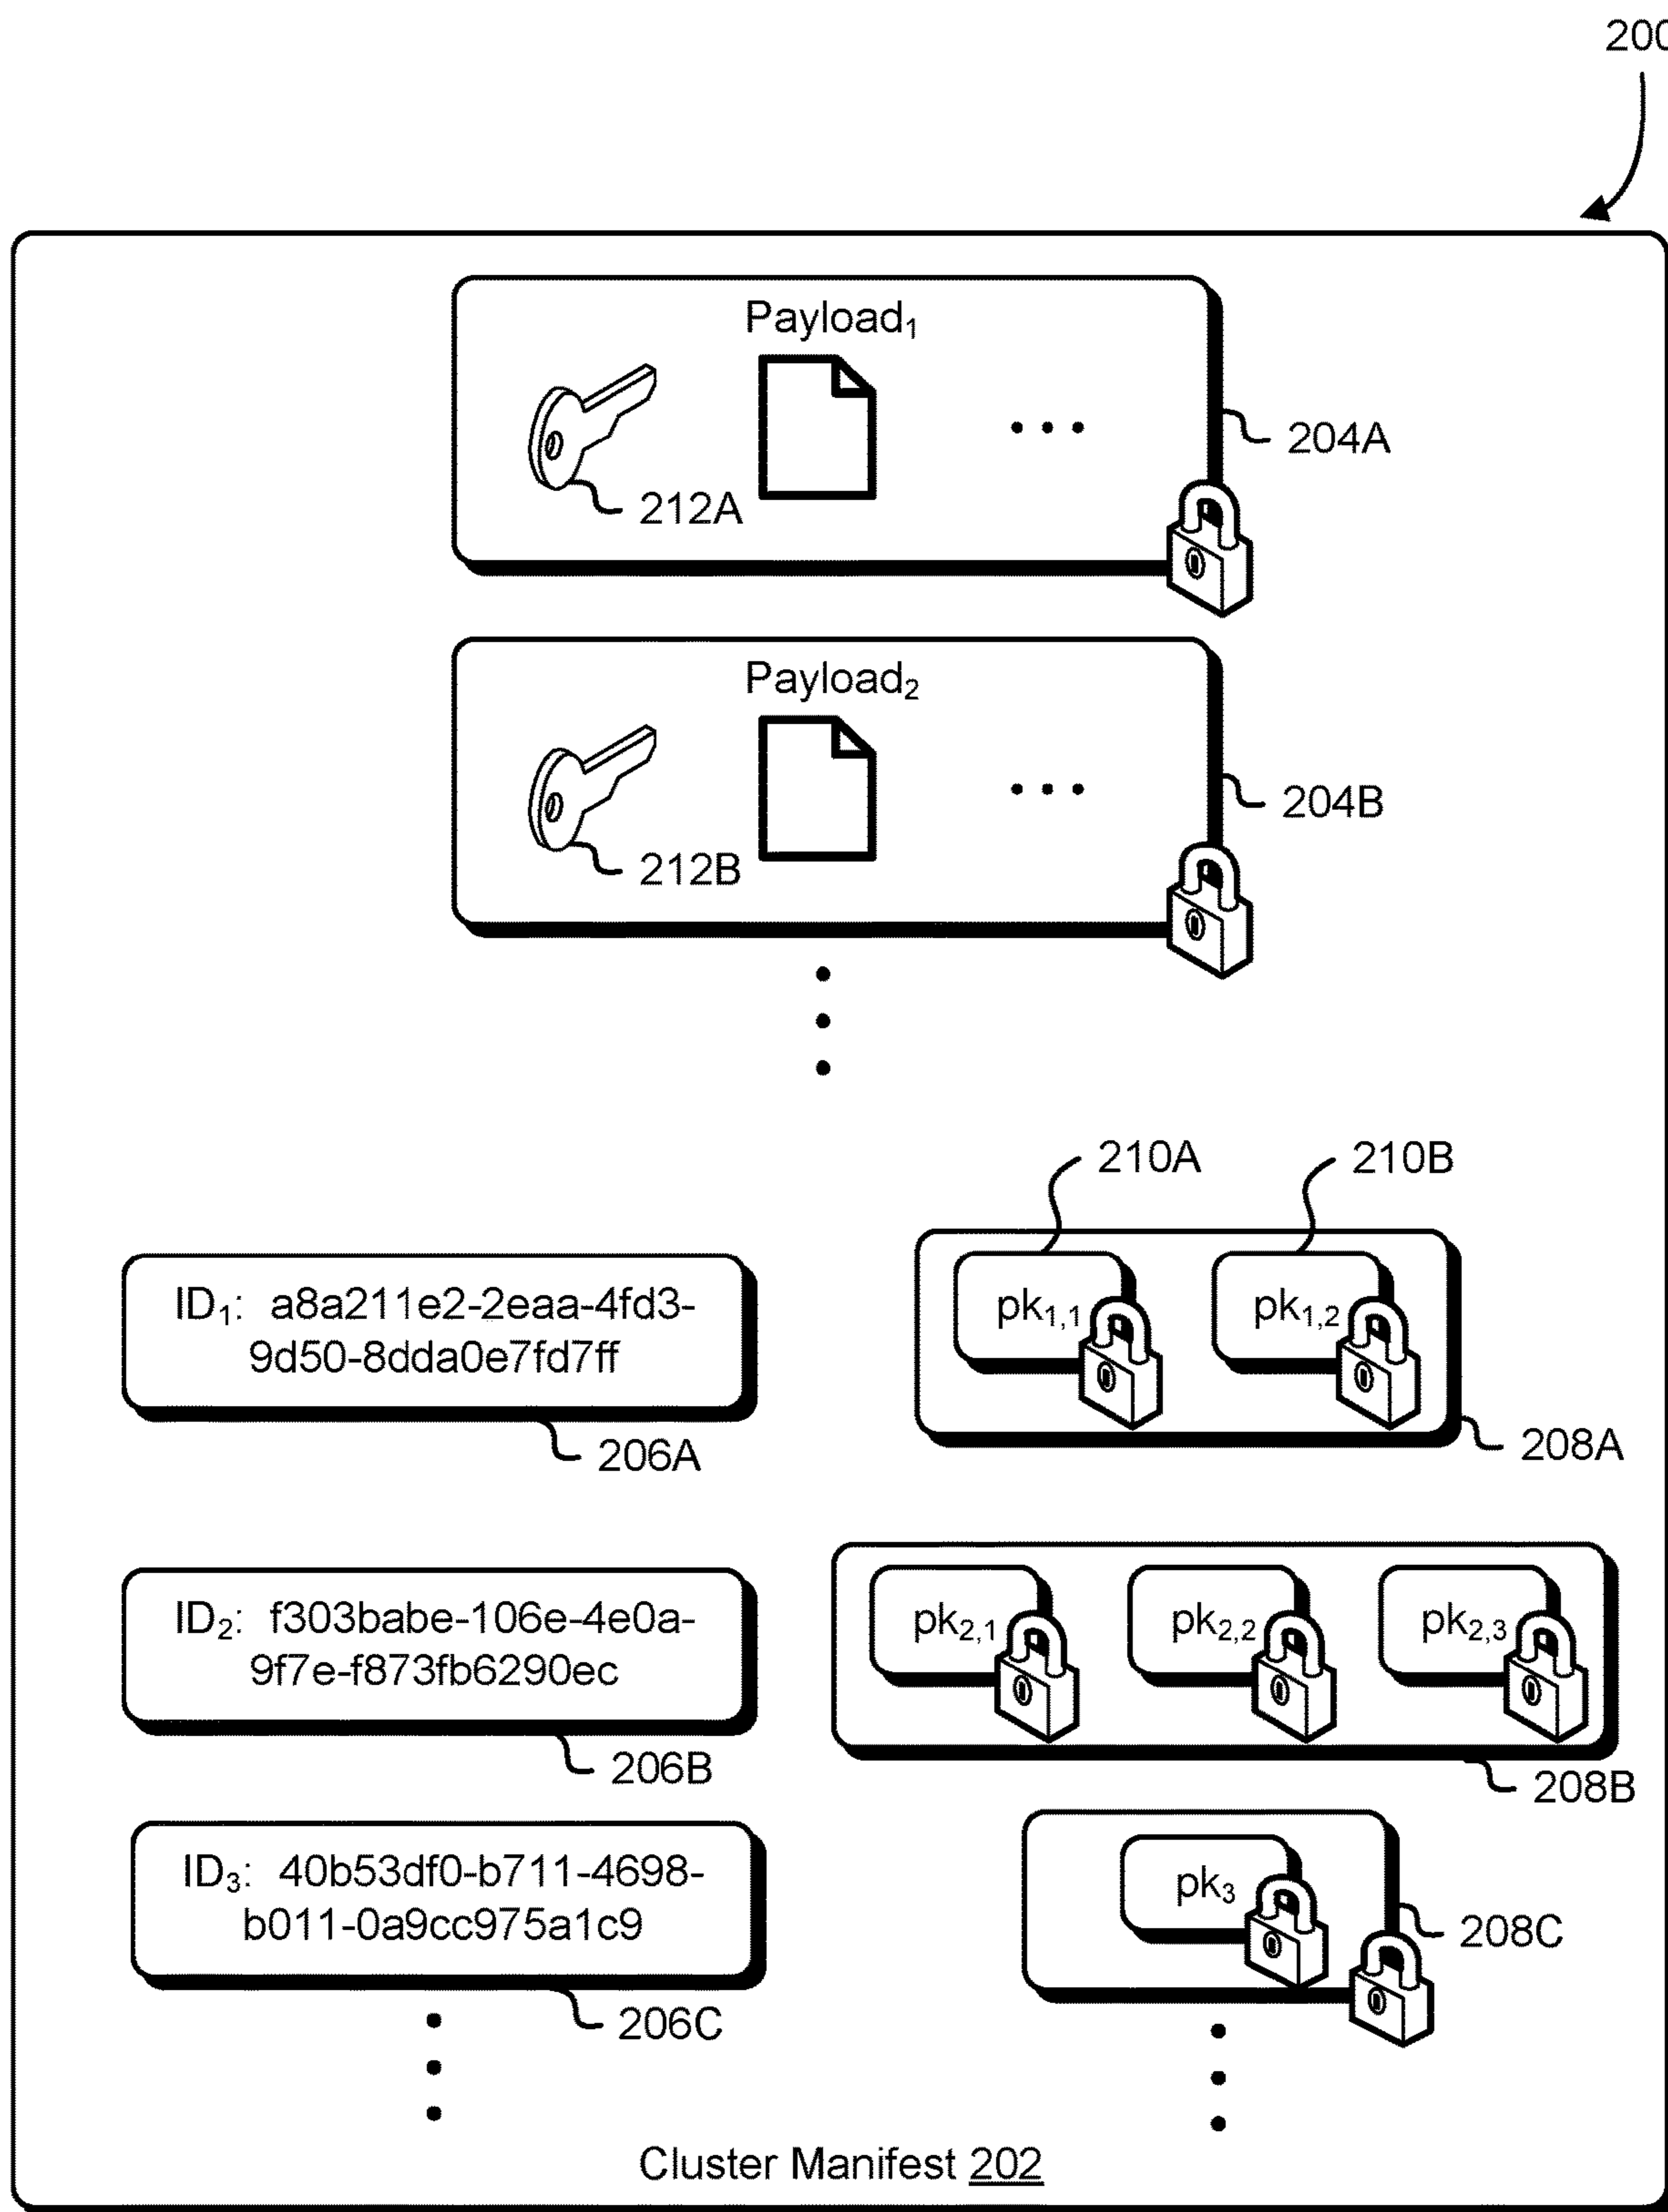 200
Payload₁
204A
212A
Payload₂
204B
212B
210A 210B
ID₁: a8a211e2-2eaa-4fd3-
9d50-8dda0e7fd7ff
pk₁,₁ pk₁,₂
206A
208A
ID₂: f303babe-106e-4e0a-
9f7e-f873fb6290ec
pk₂,₁ pk₂,₂ pk₂,₃
206B
208B
ID₃: 40b53df0-b711-4698-
b011-0a9cc975a1c9
pk₃
208C
206C
Cluster Manifest 202